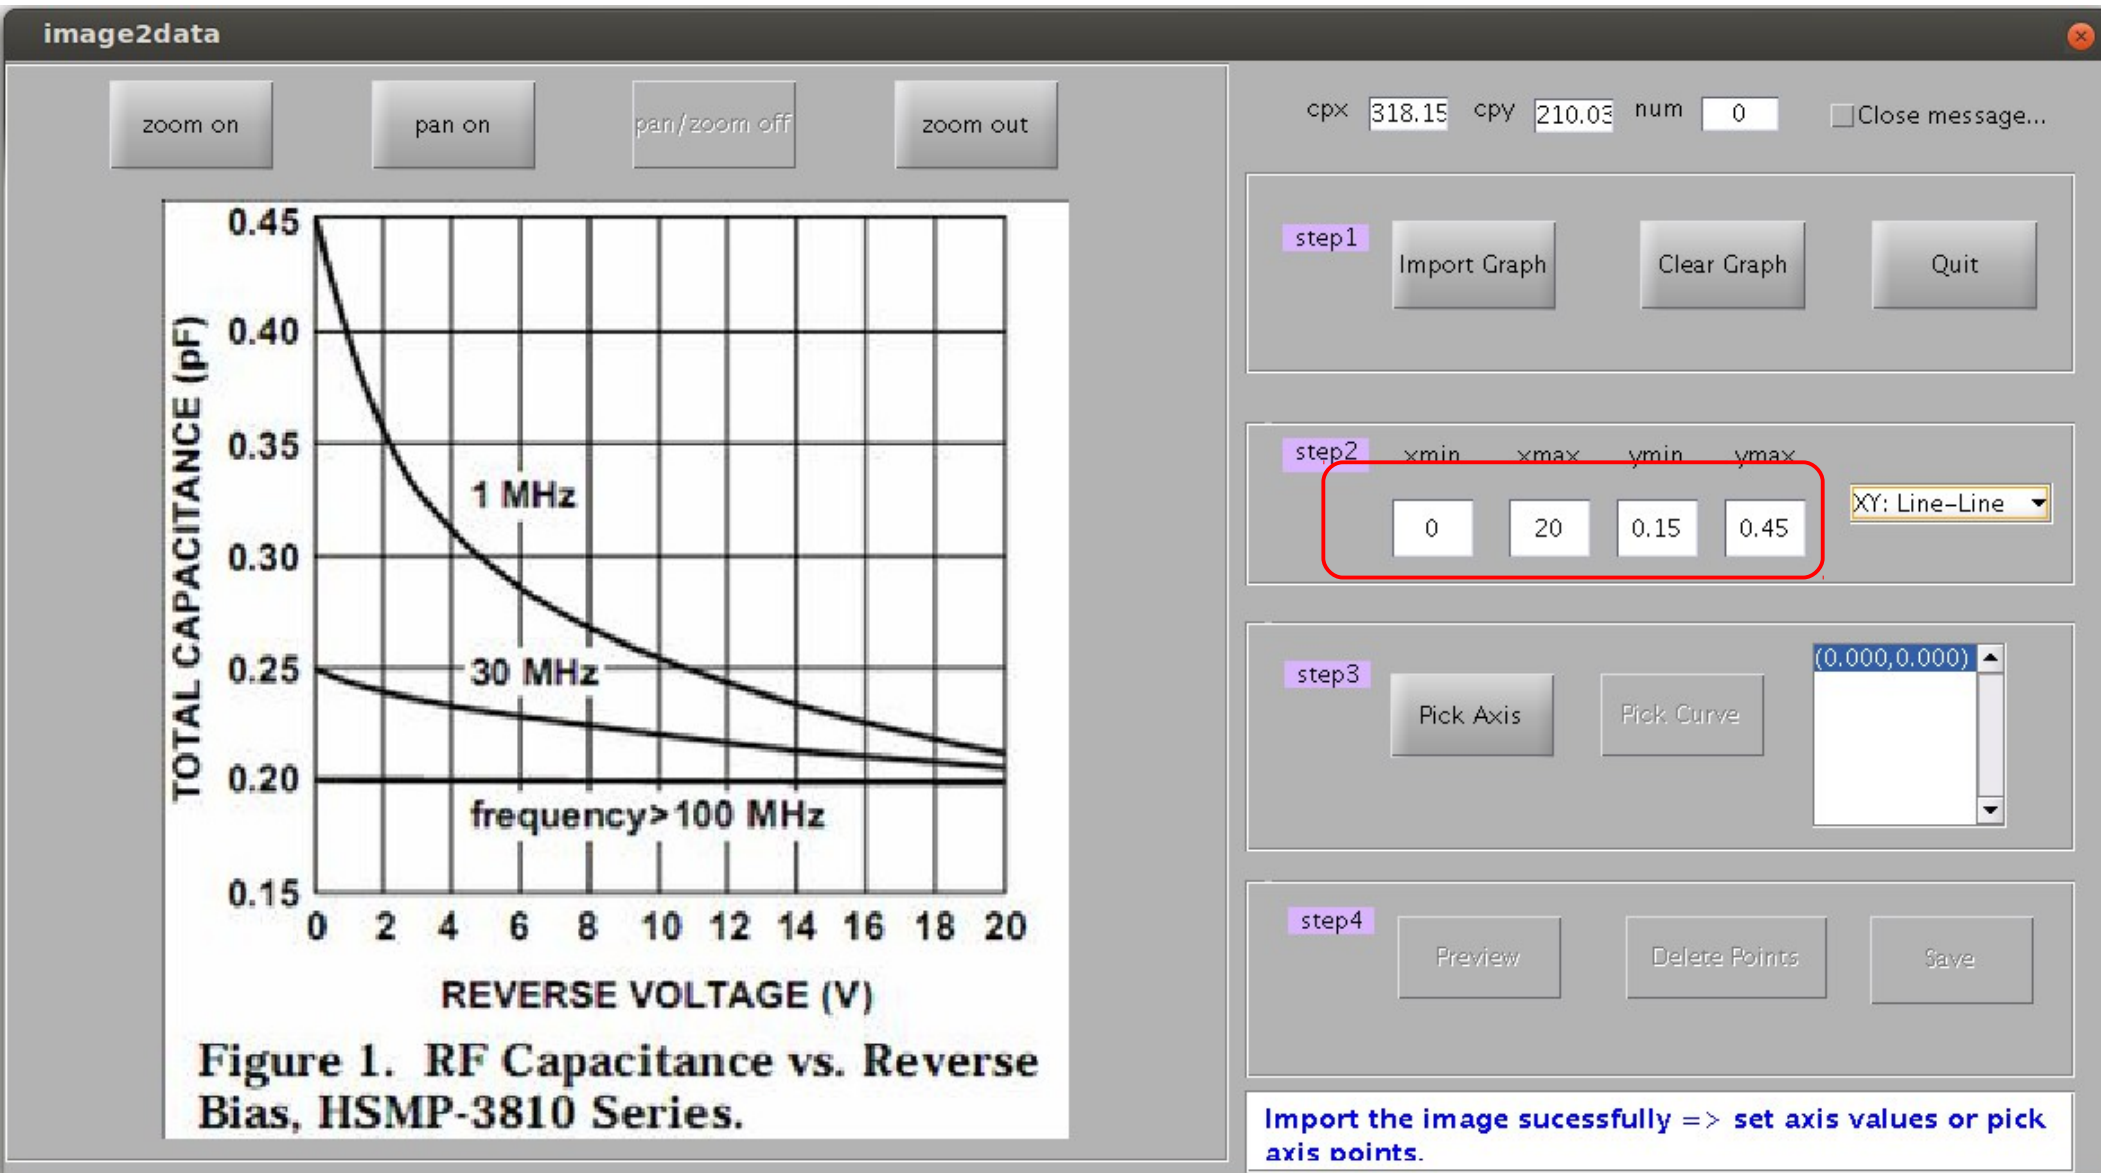 image2data
zoom on pan on pan/zoom off zoom out
cpx 318.15 cpy 210.03 num 0 Close message...
step1
Import Graph Clear Graph Quit
step2 xmin xmax ymin ymax
0 20 0.15 0.45 XY: Line-Line
step3
Pick Axis Pick Curve
(0.000,0.000)
step4
Preview Delete Points Save
Import the image sucessfully => set axis values or pick
axis points.
TOTAL CAPACITANCE (pF)
0.45
0.40
0.35
0.30
0.25
0.20
0.15
1 MHz
30 MHz
frequency>100 MHz
0 2 4 6 8 10 12 14 16 18 20
REVERSE VOLTAGE (V)
Figure 1. RF Capacitance vs. Reverse
Bias, HSMP-3810 Series.